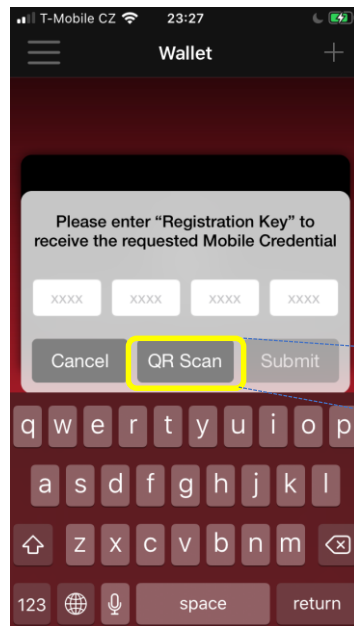 T-Mobile CZ 23:27
Wallet
Please enter “Registration Key” to
receive the requested Mobile Credential
xxxx xxxx xxxx xxxx
Cancel QR Scan Submit
q w e r t y u i o p
a s d f g h j k l
z x c v b n m
123 space return